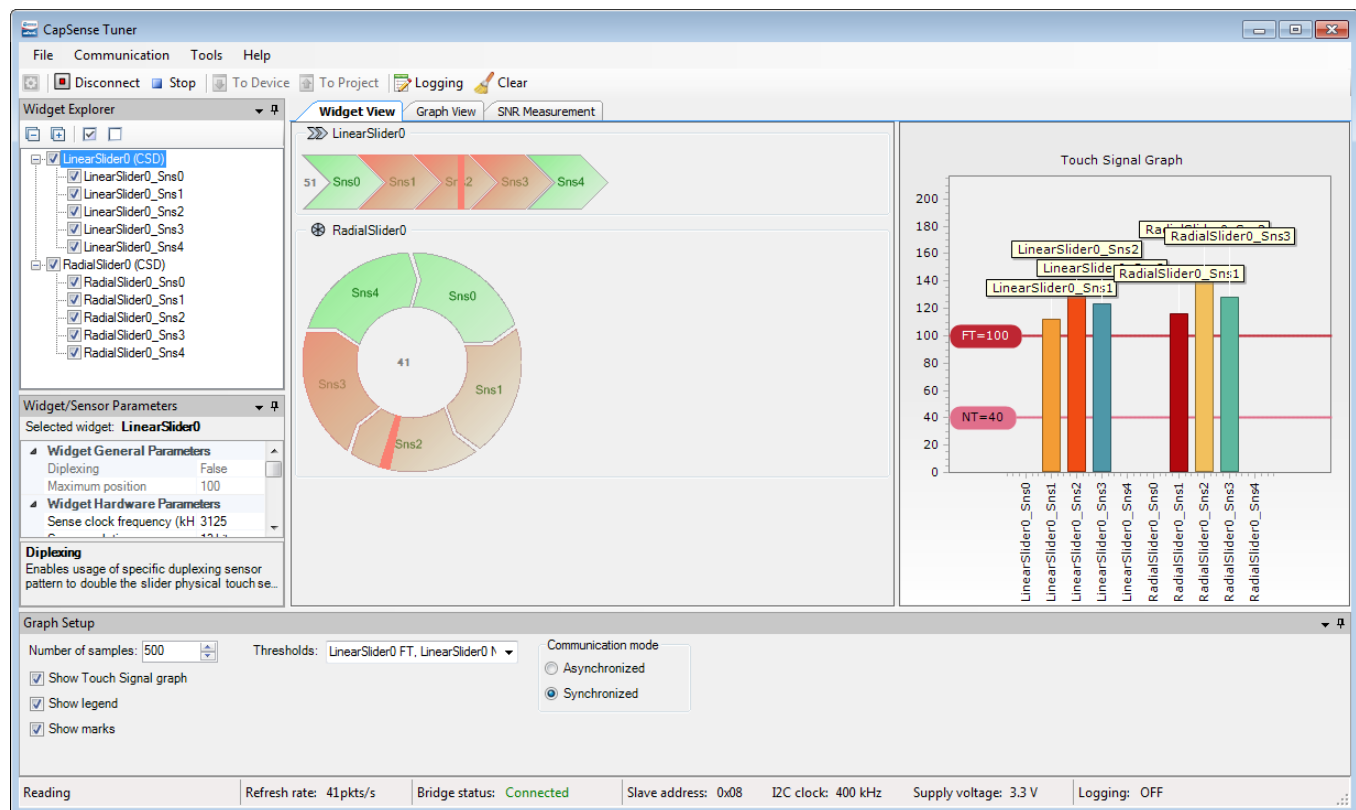 CapSense Tuner
File Communication Tools Help
Disconnect Stop To Device To Project Logging Clear
Widget Explorer
LinearSlider0 (CSD)
LinearSlider0_Sns0
LinearSlider0_Sns1
LinearSlider0_Sns2
LinearSlider0_Sns3
LinearSlider0_Sns4
RadialSlider0 (CSD)
RadialSlider0_Sns0
RadialSlider0_Sns1
RadialSlider0_Sns2
RadialSlider0_Sns3
RadialSlider0_Sns4
Widget/Sensor Parameters
Selected widget: LinearSlider0
Widget General Parameters
Diplexing False
Maximum position 100
Widget Hardware Parameters
Sense clock frequency (kH 3125
Diplexing
Enables usage of specific duplexing sensor
pattern to double the slider physical touch se...
Widget View Graph View SNR Measurement
LinearSlider0
51 Sns0 Sns1 Sns2 Sns3 Sns4
RadialSlider0
Sns4 Sns0
41
Sns3 Sns1
Sns2
Touch Signal Graph
200
180
160
140
120
100
80
60
40
20
0
RadialSlider0_Sns3
LinearSlider0_Sns2
RadialSlider0_Sns1
LinearSlider0_Sns1
FT=100
NT=40
LinearSlider0_Sns0
LinearSlider0_Sns1
LinearSlider0_Sns2
LinearSlider0_Sns3
LinearSlider0_Sns4
RadialSlider0_Sns0
RadialSlider0_Sns1
RadialSlider0_Sns2
RadialSlider0_Sns3
RadialSlider0_Sns4
Graph Setup
Number of samples: 500 Thresholds: LinearSlider0 FT, LinearSlider0 N Communication mode
Show Touch Signal graph Asynchronized
Show legend Synchronized
Show marks
Reading Refresh rate: 41pkts/s Bridge status: Connected Slave address: 0x08 I2C clock: 400 kHz Supply voltage: 3.3 V Logging: OFF